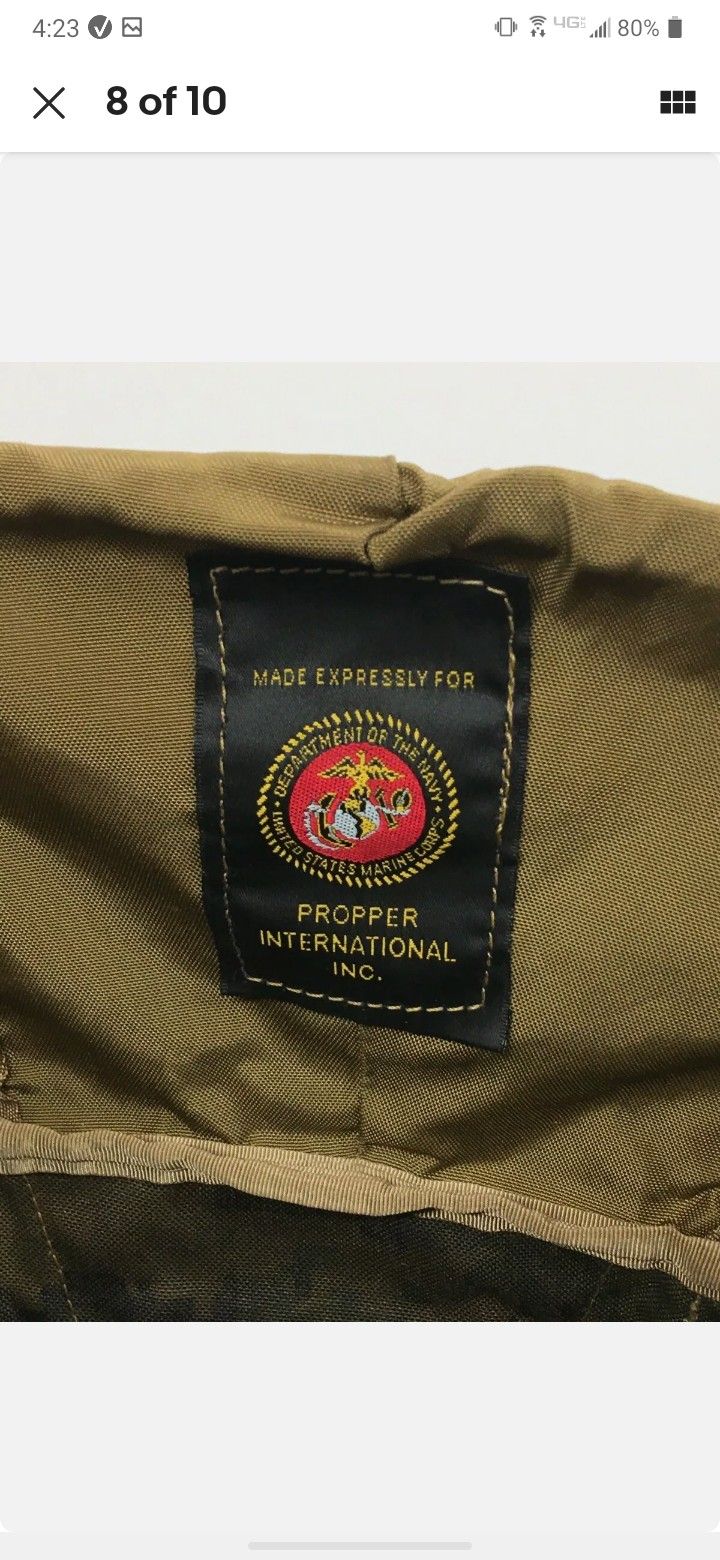 4:23
4G 80%
8 of 10
MADE EXPRESSLY FOR
DEPARTMENT OF THE NAVY
UNITED STATES MARINE CORPS
PROPPER
INTERNATIONAL
INC.